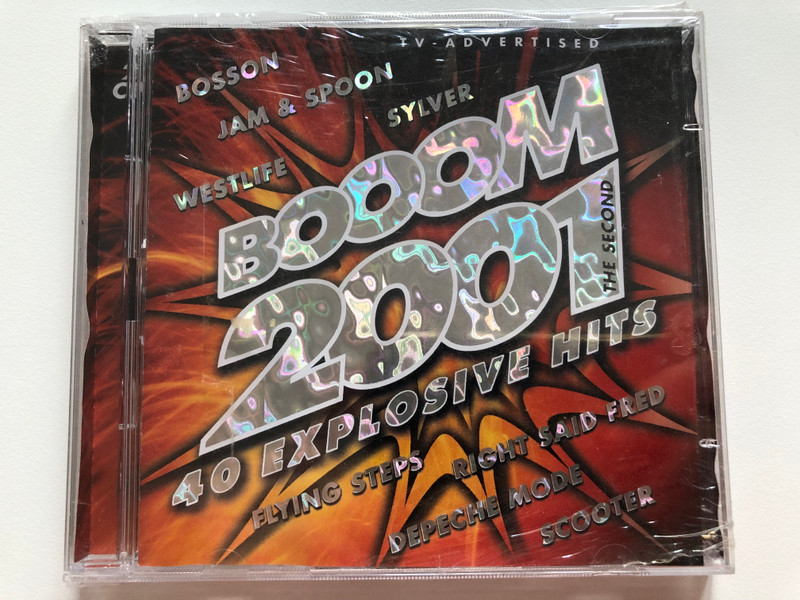 TV-ADVERTISED
BOSSON
JAM & SPOON
SYLVER
WESTLIFE
BOOOM
2001
THE SECOND
40 EXPLOSIVE HITS
FLYING STEPS
RIGHT SAID FRED
DEPECHE MODE
SCOOTER